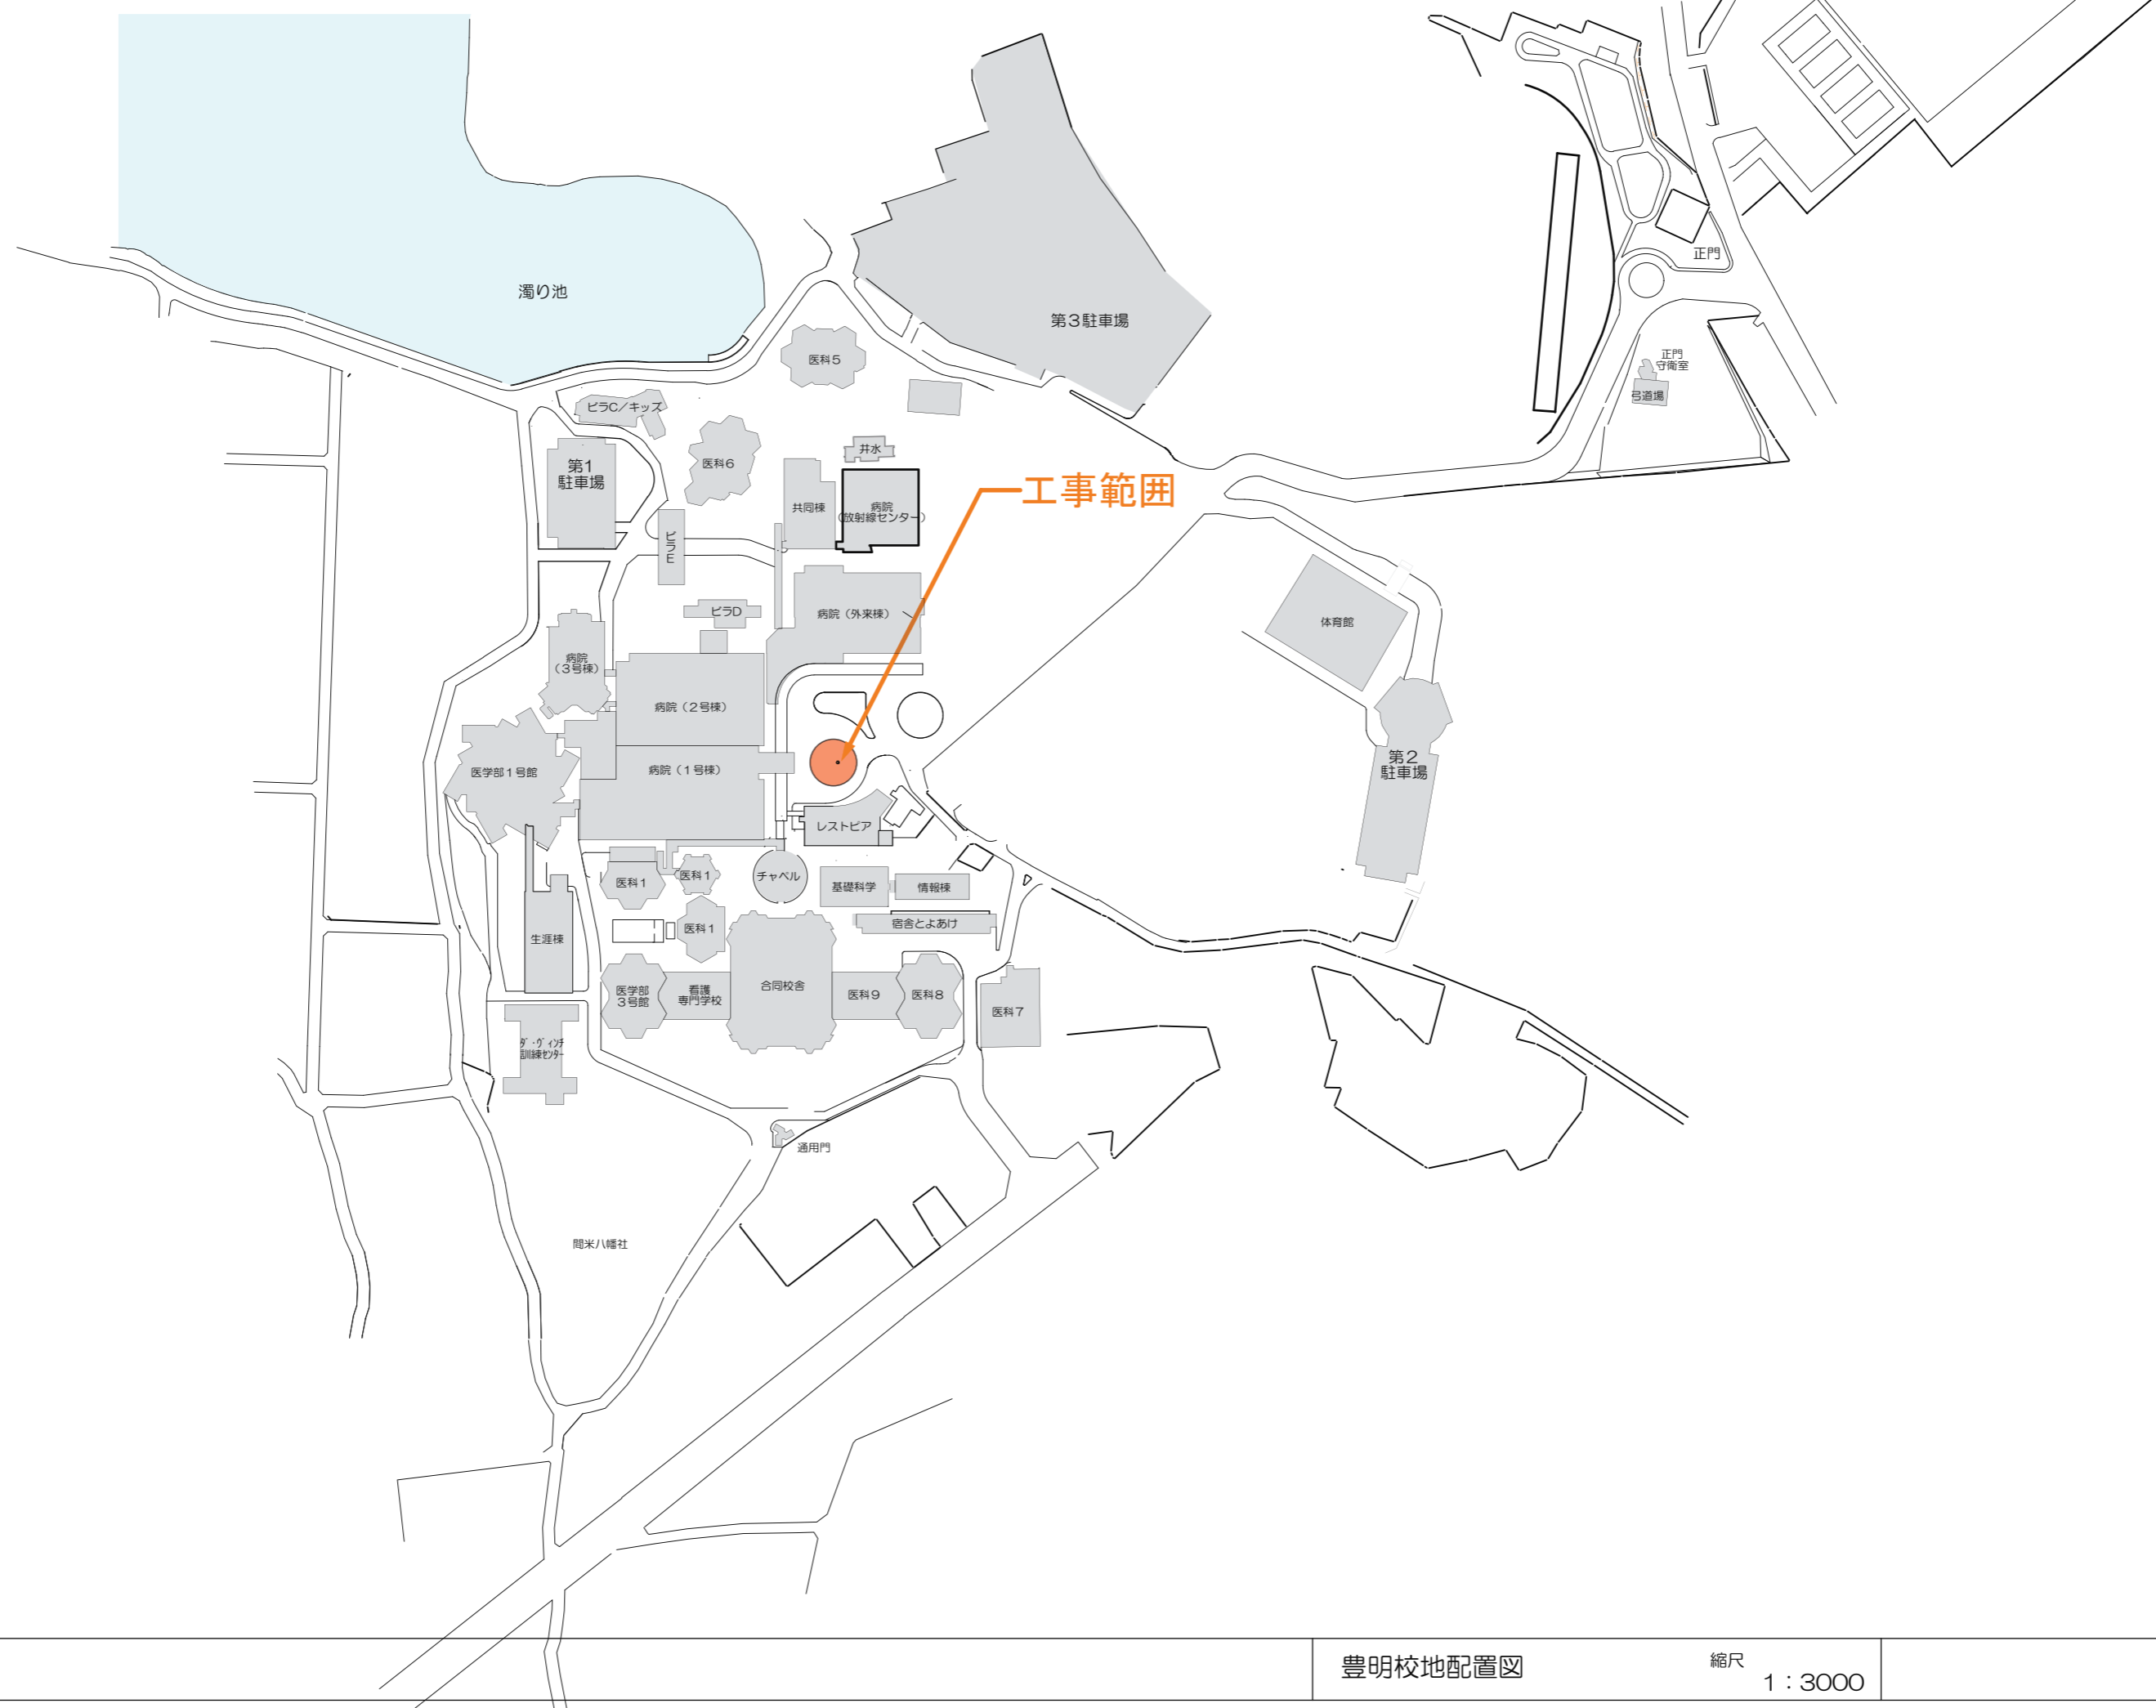 正門
濁り池
第3駐車場
医科5
正門
守衛室
弓道場
ビラC／キッズ
医科6
井水
第1
駐車場
工事範囲
共同棟
病院
(放射線センター)
ビラE
ビラD
病院（外来棟）
体育館
病院
（3号棟）
病院（2号棟）
医学部1号館
病院（1号棟）
第2
駐車場
レストピア
医科1
医科1
チャペル
基礎科学
情報棟
医科1
宿舎とよあけ
生涯棟
医学部
3号館
看護
専門学校
合同校舎
医科9
医科8
医科7
ダ・ヴィンチ
訓練センター
通用門
間米八幡社
豊明校地配置図
縮尺
1：3000